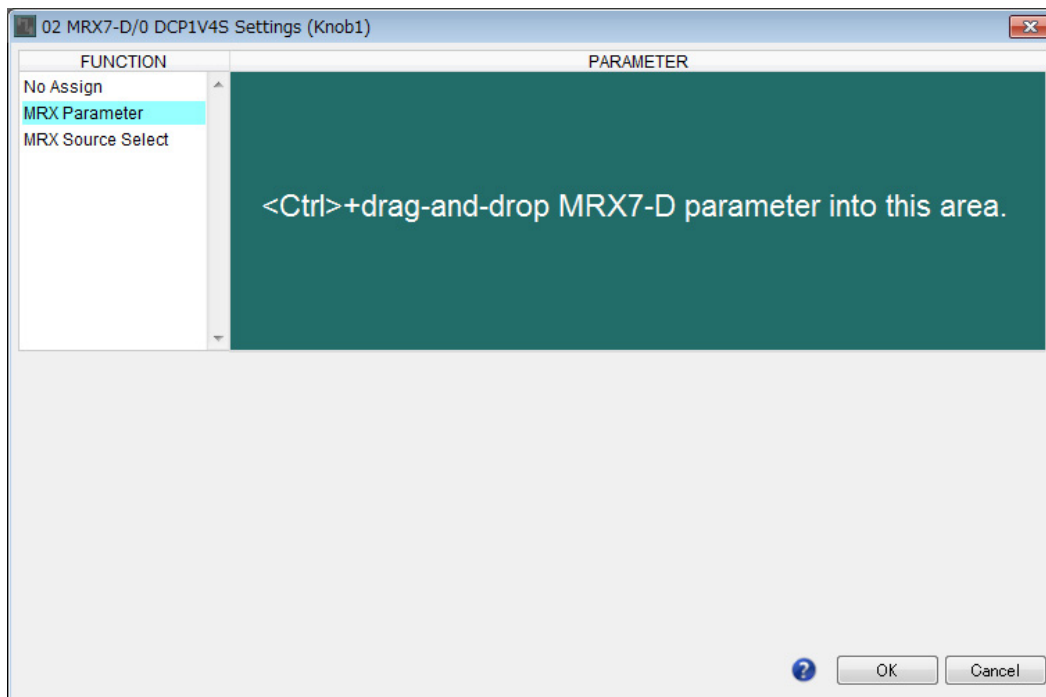 02 MRX7-D/0 DCP1V4S Settings (Knob1)
FUNCTION
PARAMETER
No Assign
MRX Parameter
MRX Source Select
<Ctrl>+drag-and-drop MRX7-D parameter into this area.
?
OK
Cancel